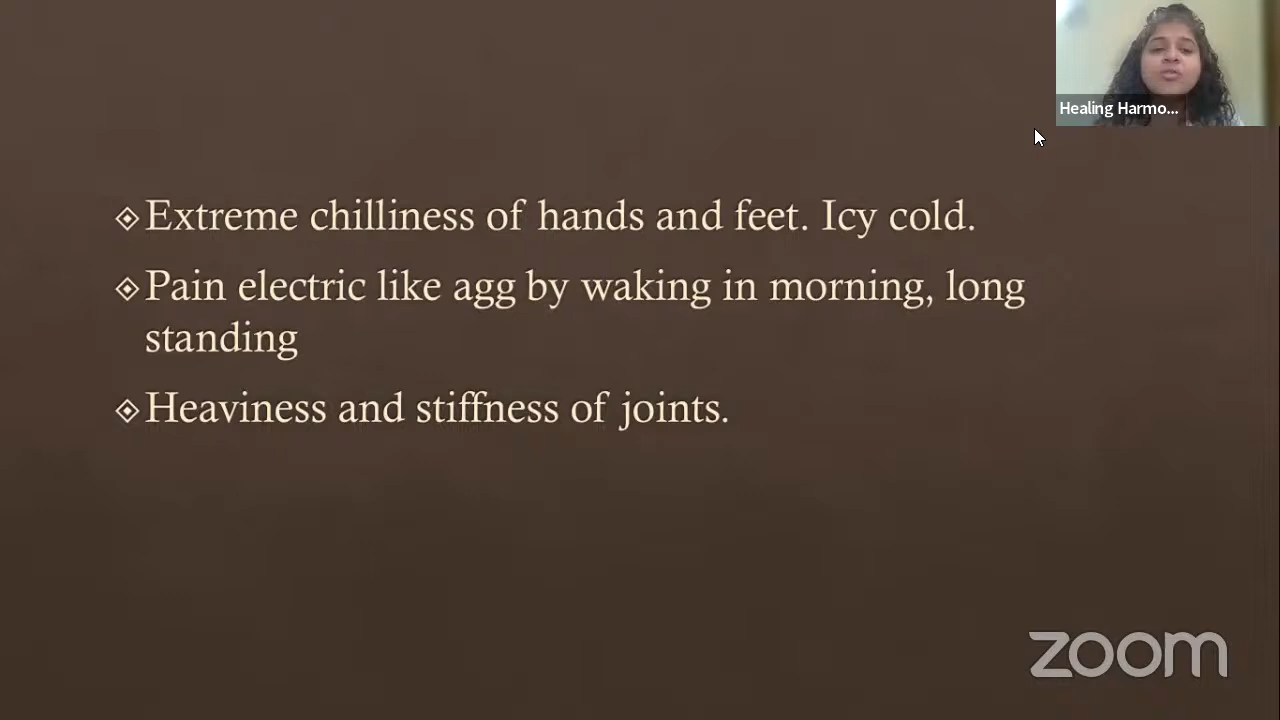 Healing Harmo...
Extreme chilliness of hands and feet. Icy cold.
Pain electric like agg by waking in morning, long
standing
Heaviness and stiffness of joints.
zoom